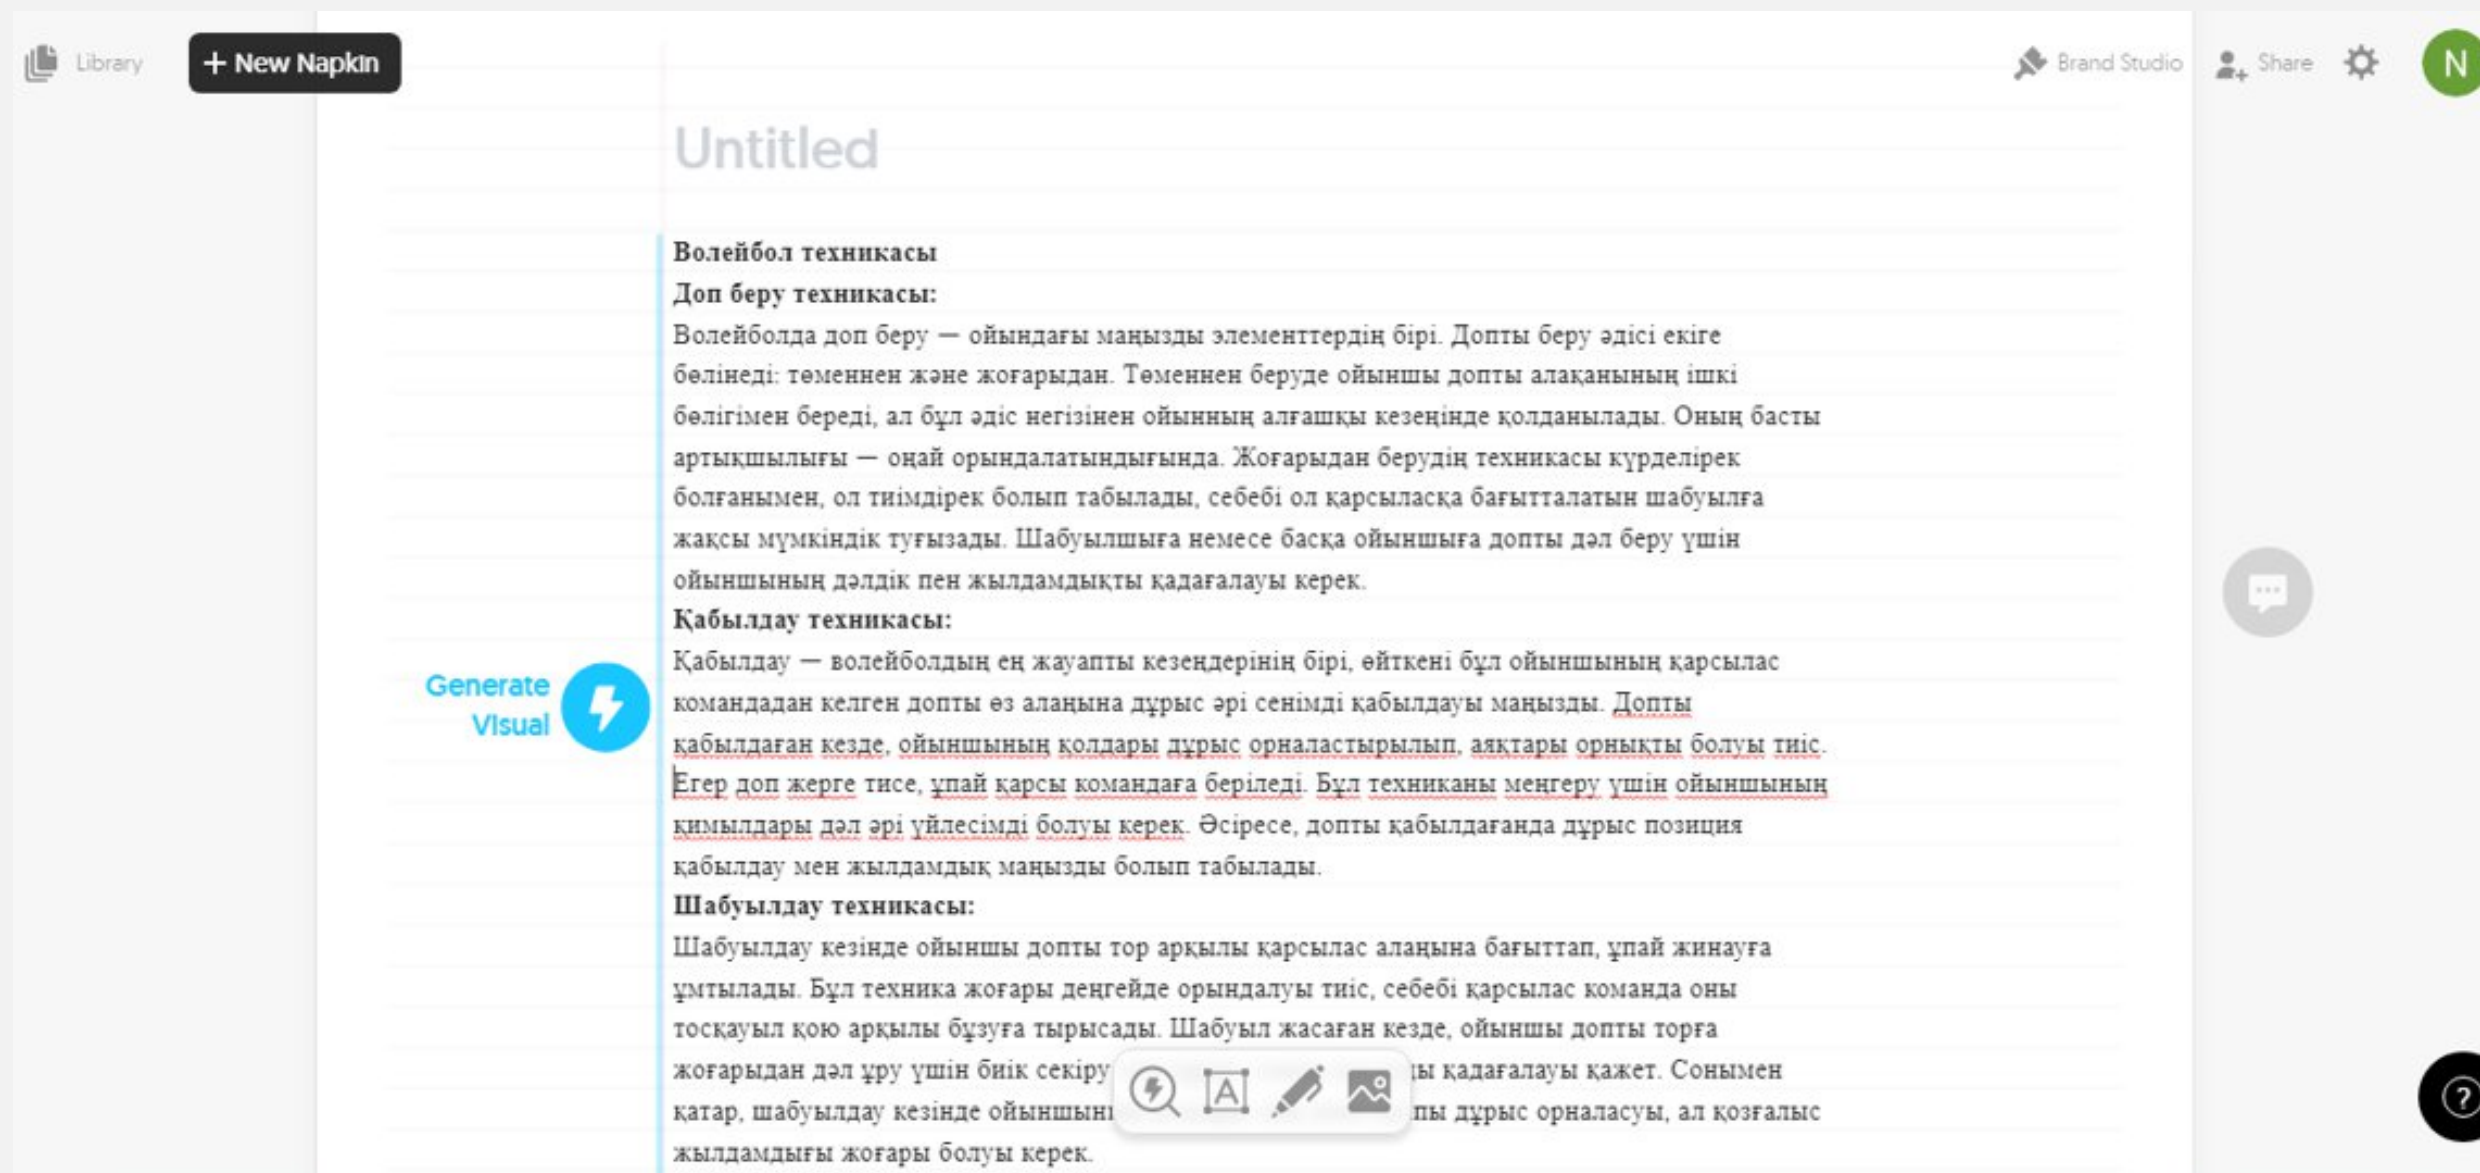 Library
+ New Napkin
Brand Studio
Share
N
Untitled
Волейбол техникасы
Доп беру техникасы:
Волейболда доп беру — ойындағы маңызды элементтердің бірі. Допты беру әдісі екіге
бөлінеді: төменнен және жоғарыдан. Төменнен беруде ойыншы допты алақанының ішкі
бөлігімен береді, ал бұл әдіс негізінен ойынның алғашқы кезеңінде қолданылады. Оның басты
артықшылығы — оңай орындалатындығында. Жоғарыдан берудің техникасы күрделірек
болғанымен, ол тиімдірек болып табылады, себебі ол қарсыласқа бағытталатын шабуылға
жақсы мүмкіндік туғызады. Шабуылшыға немесе басқа ойыншыға допты дәл беру үшін
ойыншының дәлдік пен жылдамдықты қадағалауы керек.
Қабылдау техникасы:
Қабылдау — волейболдың ең жауапты кезеңдерінің бірі, өйткені бұл ойыншының қарсылас
командадан келген допты өз алаңына дұрыс әрі сенімді қабылдауы маңызды. Допты
қабылдаған кезде, ойыншының қолдары дұрыс орналастырылып, аяқтары орнықты болуы тиіс.
Егер доп жерге тисе, ұпай қарсы командаға беріледі. Бұл техниканы меңгеру үшін ойыншының
қимылдары дәл әрі үйлесімді болуы керек. Әсіресе, допты қабылдағанда дұрыс позиция
қабылдау мен жылдамдық маңызды болып табылады.
Generate
Visual
Шабуылдау техникасы:
Шабуылдау кезінде ойыншы допты тор арқылы қарсылас алаңына бағыттап, ұпай жинауға
ұмтылады. Бұл техника жоғары деңгейде орындалуы тиіс, себебі қарсылас команда оны
тосқауыл қою арқылы бұзуға тырысады. Шабуыл жасаған кезде, ойыншы допты торға
жоғарыдан дәл ұру үшін биік секіру қадағалауы қажет. Сонымен
қатар, шабуылдау кезінде дұрыс орналасуы, ал қозғалыс
жылдамдығы жоғары болуы керек.
A
?